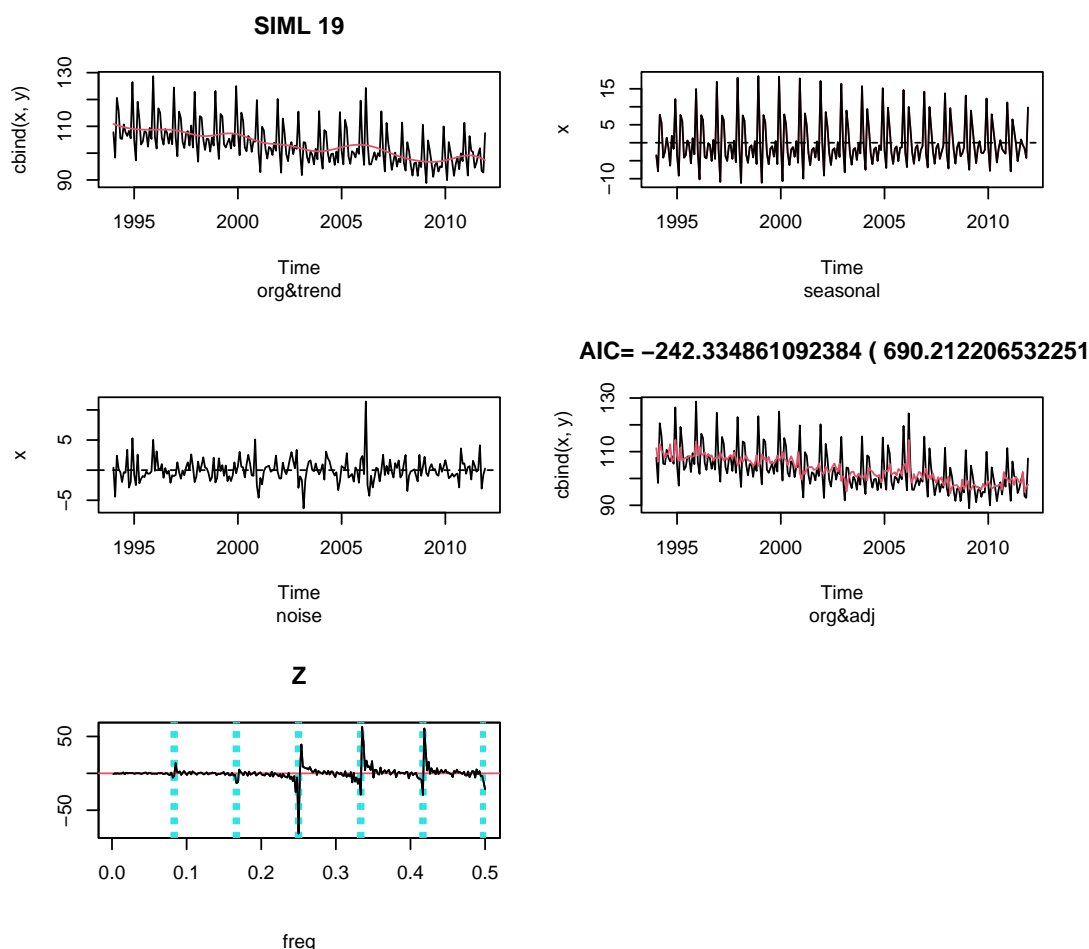 SIML 19
cbind(x, y)
90 110 130
1995 2000 2005 2010
Time
org&trend
x
−10 5 15
1995 2000 2005 2010
Time
seasonal
x
−5 5
1995 2000 2005 2010
Time
noise
AIC= −242.334861092384 ( 690.212206532251
cbind(x, y)
90 110 130
1995 2000 2005 2010
Time
org&adj
Z
−50 50
0.0 0.1 0.2 0.3 0.4 0.5
freq